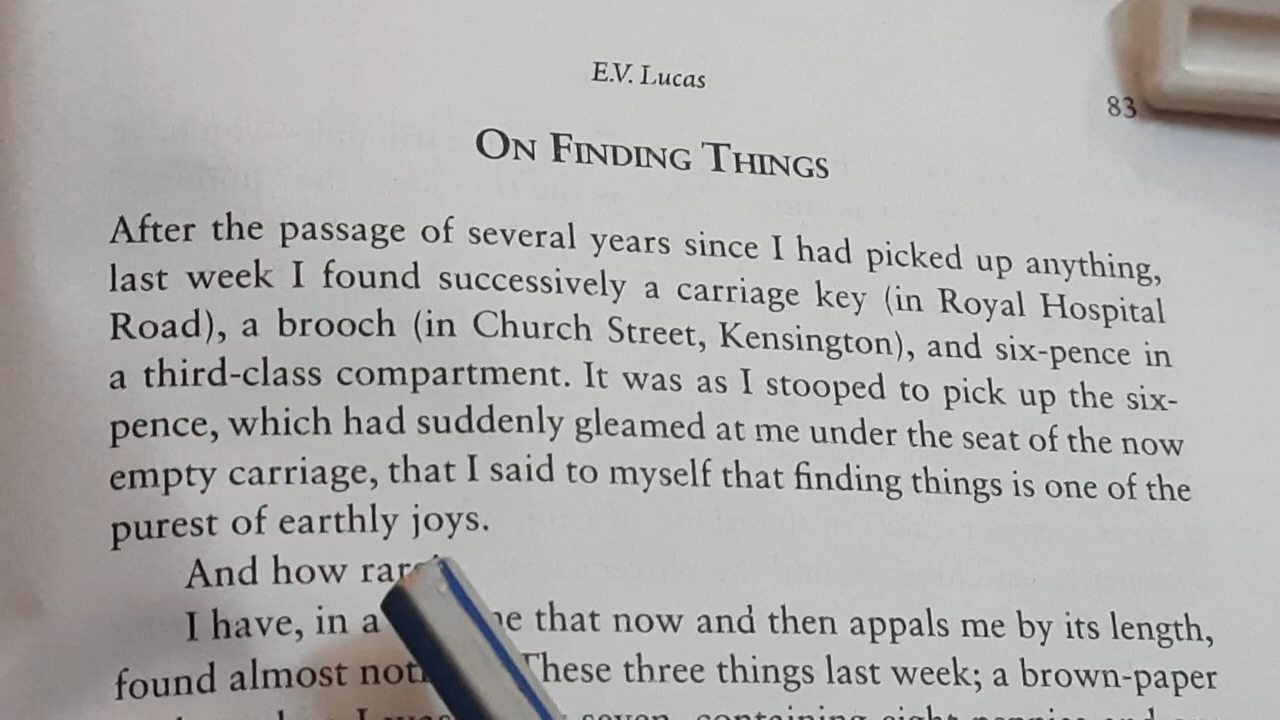 E.V. Lucas
83
ON FINDING THINGS
After the passage of several years since I had picked up anything,
last week I found successively a carriage key (in Royal Hospital
Road), a brooch (in Church Street, Kensington), and six-pence in
a third-class compartment. It was as I stooped to pick up the six-
pence, which had suddenly gleamed at me under the seat of the now
empty carriage, that I said to myself that finding things is one of the
purest of earthly joys.
And how
I have, in a that now and then appals me by its length,
found almost These three things last week; a brown-paper
containing eight pennies and